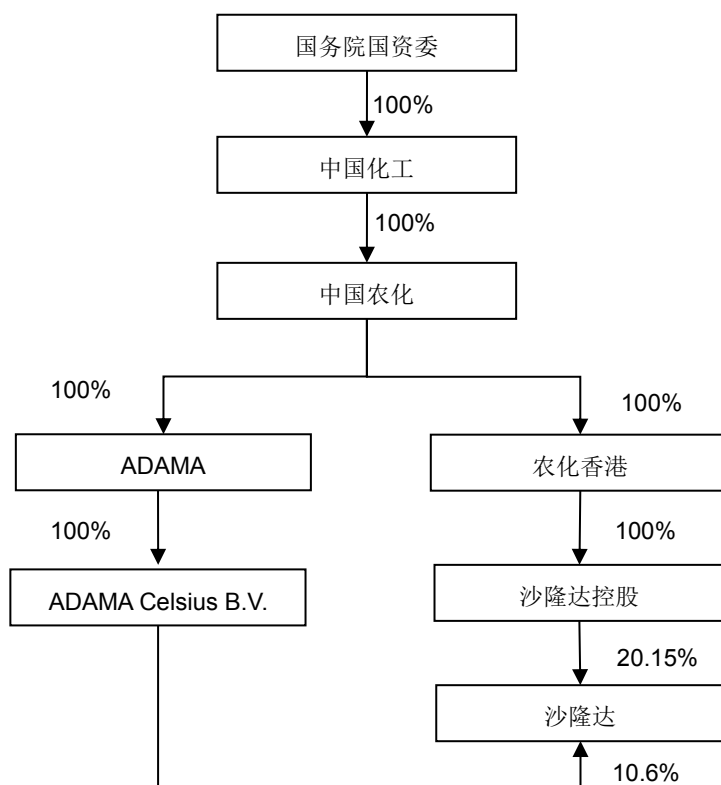 国务院国资委
100%
中国化工
100%
中国农化
100%
100%
ADAMA
农化香港
100%
100%
ADAMA Celsius B.V.
沙隆达控股
20.15%
沙隆达
10.6%